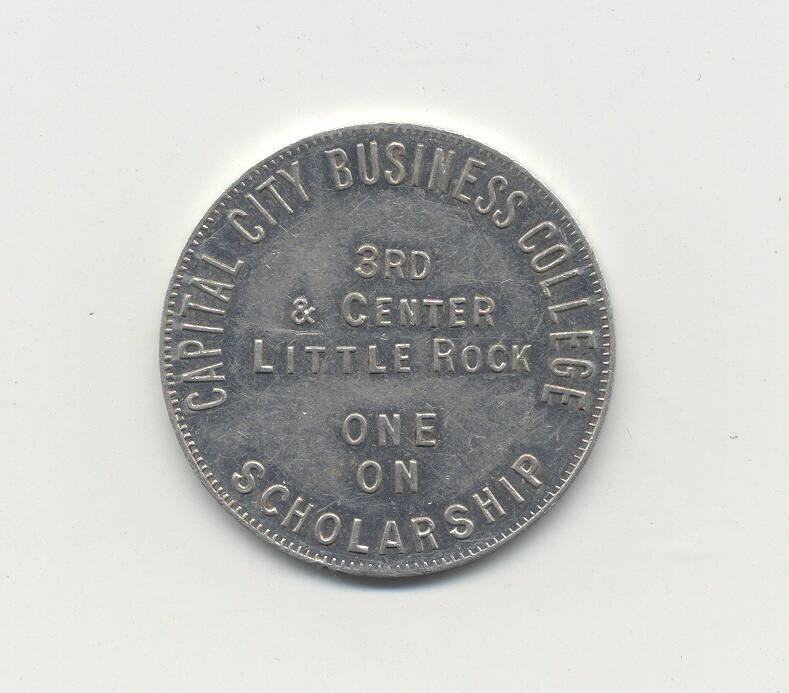 CAPITAL CITY BUSINESS COLLEGE
3RD
& CENTER
LITTLE ROCK
ONE
ON
SCHOLARSHIP